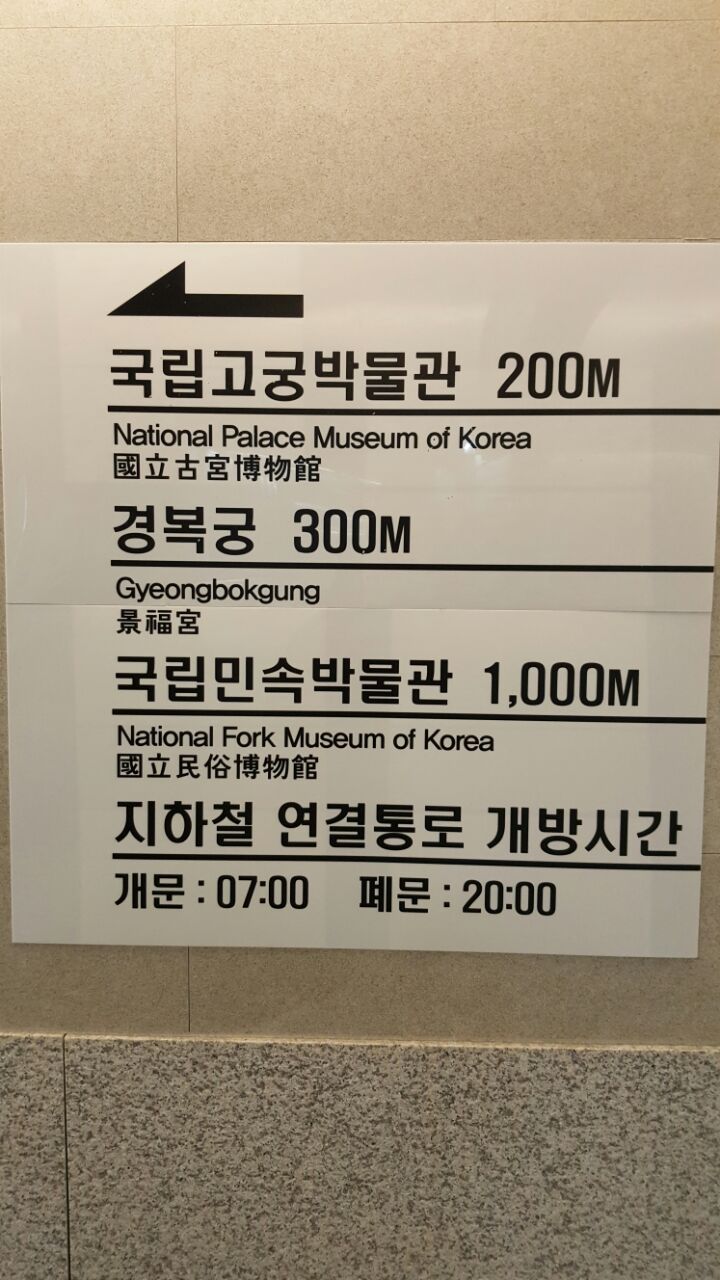 국립고궁박물관 200M
National Palace Museum of Korea
國立古宮博物館
경복궁 300M
Gyeongbokgung
景福宮
국립민속박물관 1,000M
National Fork Museum of Korea
國立民俗博物館
지하철 연결통로 개방시간
개문 : 07:00 폐문 : 20:00